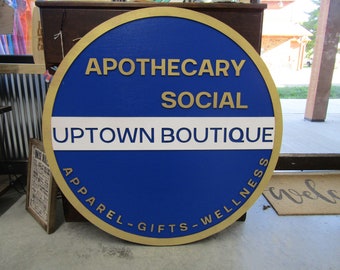 APOTHECARY
SOCIAL
UPTOWN BOUTIQUE
APPAREL-GIFTS-WELLNESS